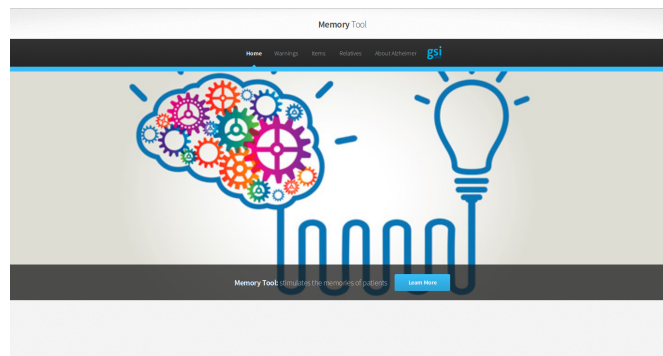 Memory Tool
Home Warnings Items Relatives About Alzheimer gsi
Memory Tool: stimulates the memories of patients Learn More